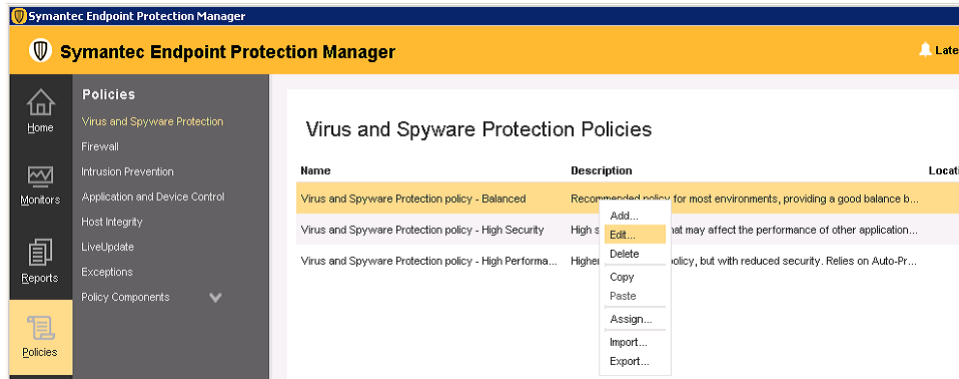 Symantec Endpoint Protection Manager
Symantec Endpoint Protection Manager
Late
Home
Monitors
Reports
Policies
Policies
Virus and Spyware Protection
Firewall
Intrusion Prevention
Application and Device Control
Host Integrity
LiveUpdate
Exceptions
Policy Components
Virus and Spyware Protection Policies
Name Description Locati
Virus and Spyware Protection policy - Balanced Recommended policy for most environments, providing a good balance b...
Virus and Spyware Protection policy - High Security High s hat may affect the performance of other application...
Virus and Spyware Protection policy - High Performa... Higher policy, but with reduced security. Relies on Auto-Pr...
Add...
Edit...
Delete
Copy
Paste
Assign...
Import...
Export...